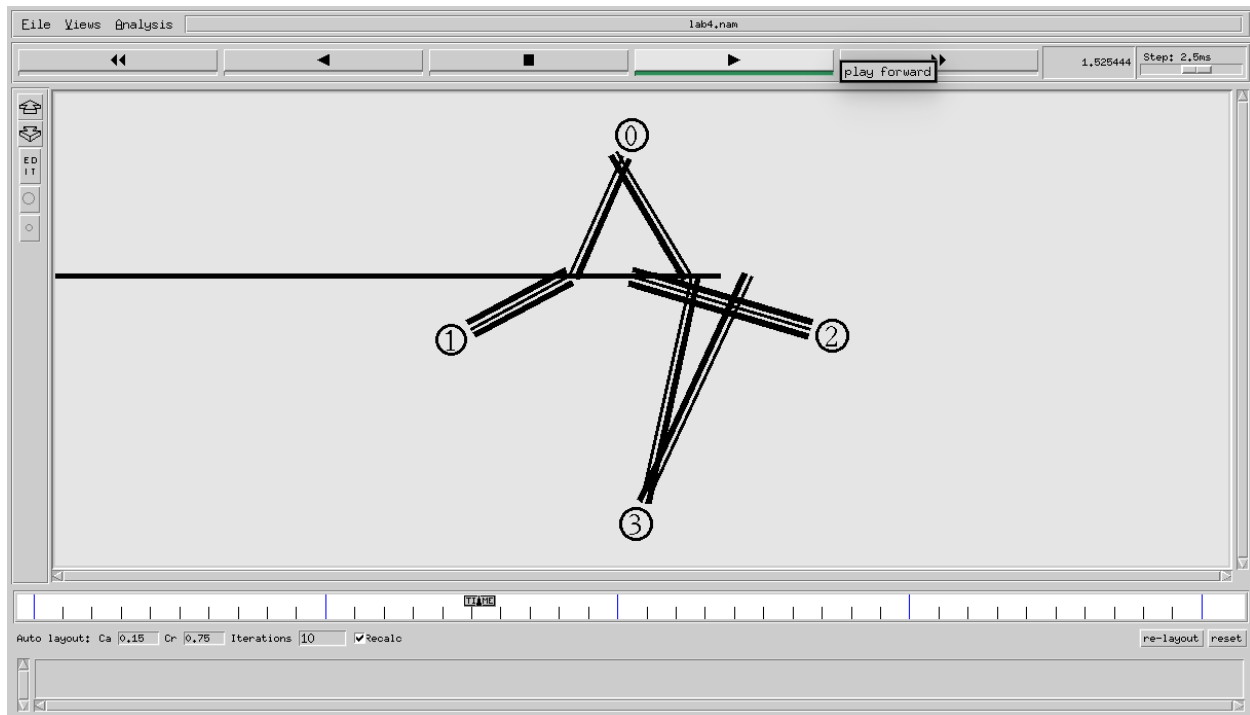 File Views Analysis lab4.nam
1.525444 Step: 2.5ms
play forward
ED
IT
0
1
2
3
TIME
Auto layout: Ca 0.15 Cr 0.75 Iterations 10 Recalc re-layout reset